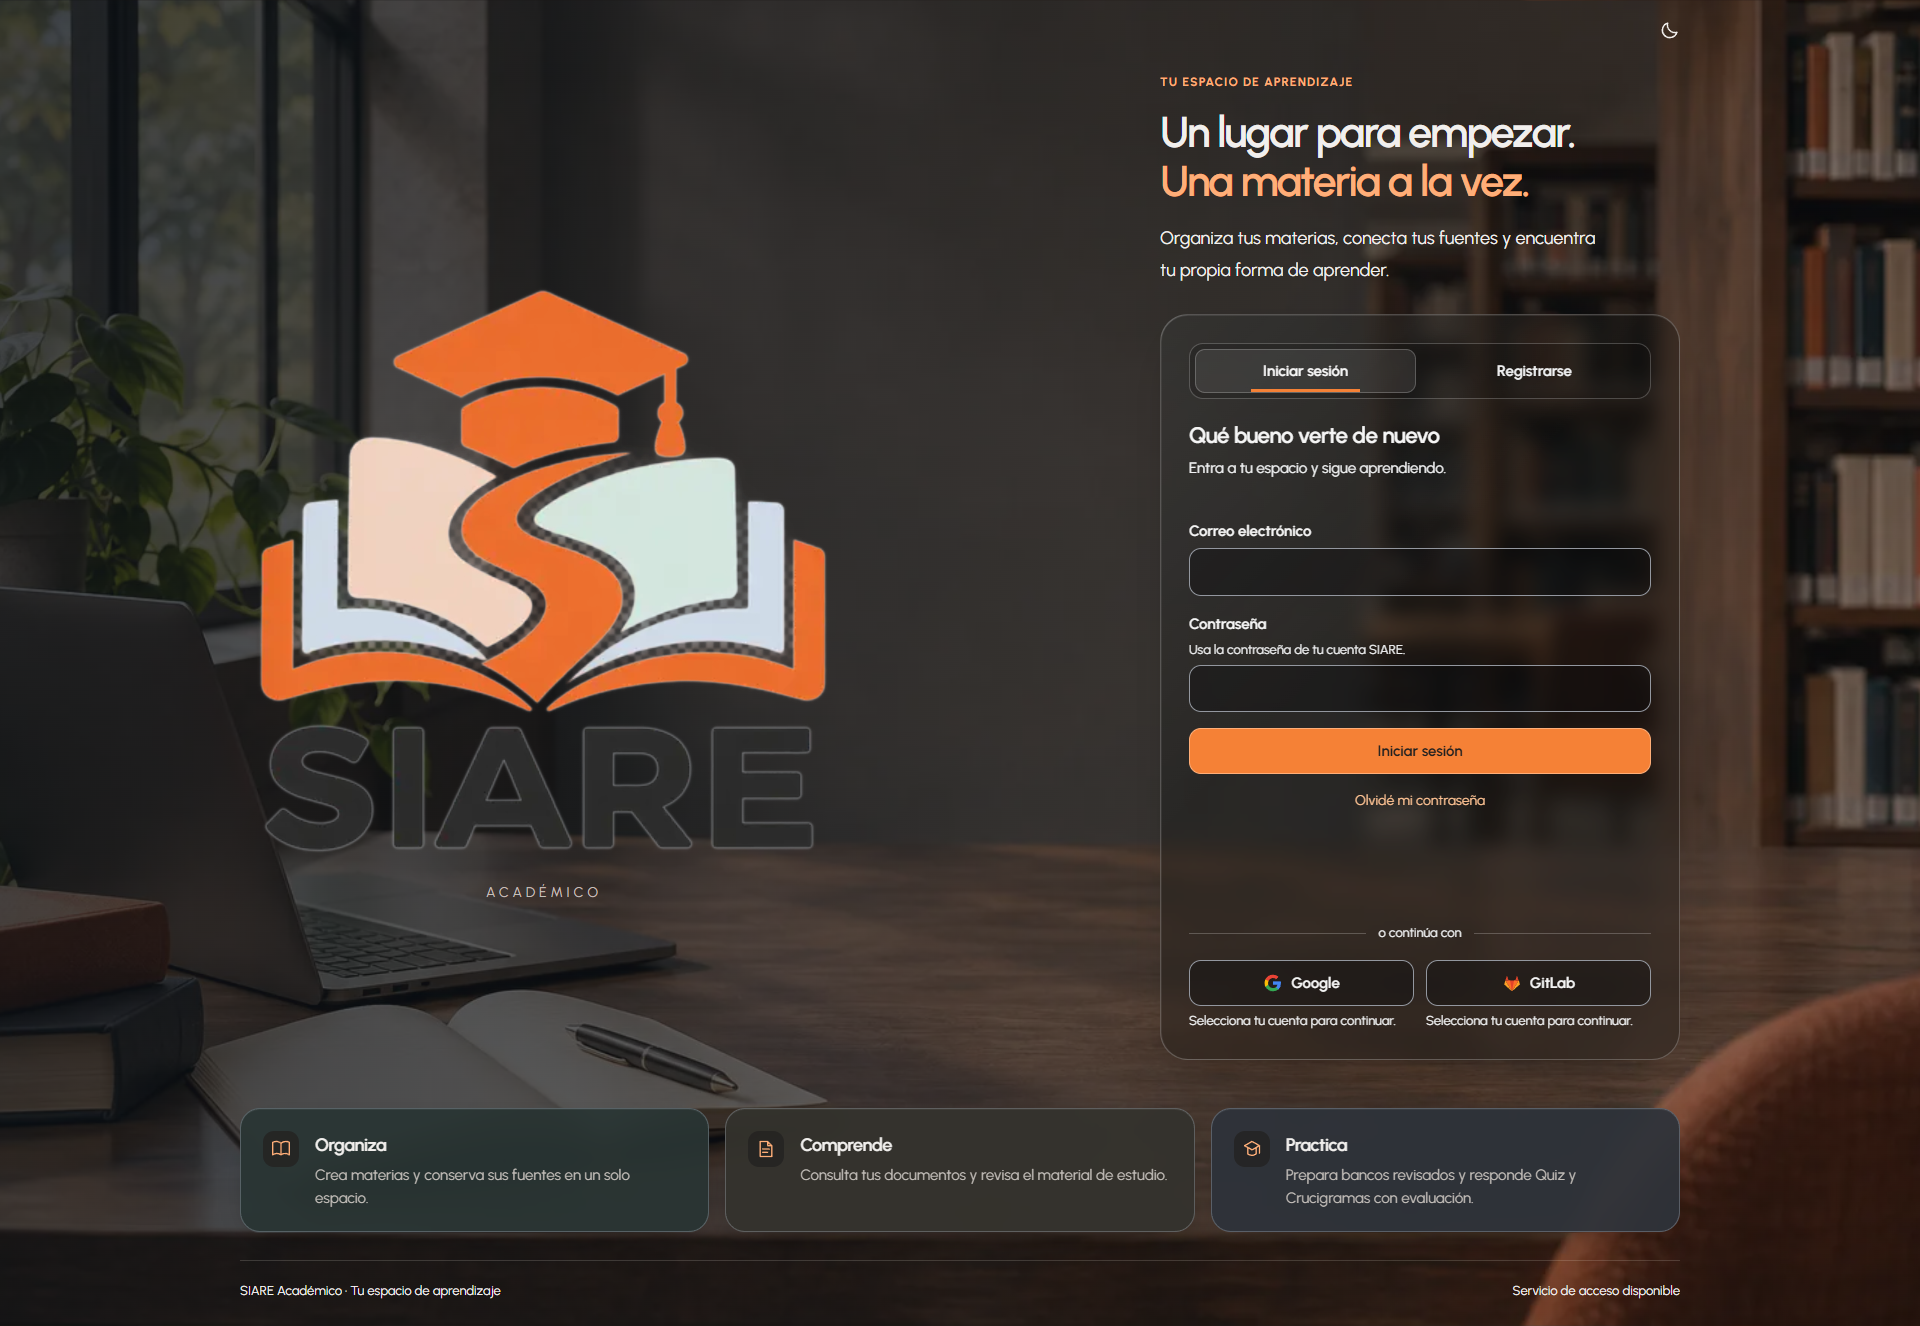 TU ESPACIO DE APRENDIZAJE
Un lugar para empezar.
Una materia a la vez.
Organiza tus materias, conecta tus fuentes y encuentra
tu propia forma de aprender.
SIARE
ACADÉMICO
Iniciar sesión
Registrarse
Qué bueno verte de nuevo
Entra a tu espacio y sigue aprendiendo.
Correo electrónico
Contraseña
Usa la contraseña de tu cuenta SIARE.
Iniciar sesión
Olvidé mi contraseña
o continúa con
Google
GitLab
Selecciona tu cuenta para continuar.
Selecciona tu cuenta para continuar.
Organiza
Crea materias y conserva sus fuentes en un solo
espacio.
Comprende
Consulta tus documentos y revisa el material de estudio.
Practica
Prepara bancos revisados y responde Quiz y
Crucigramas con evaluación.
SIARE Académico · Tu espacio de aprendizaje
Servicio de acceso disponible